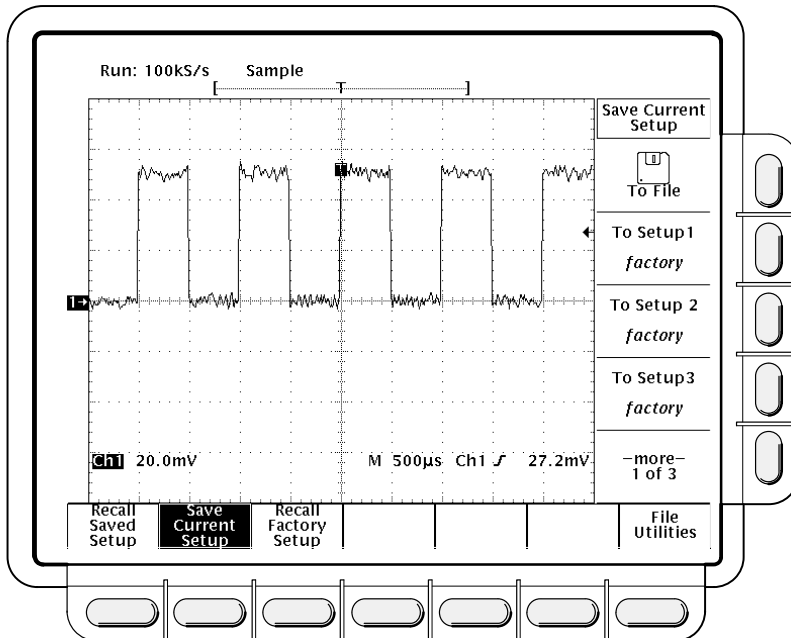 Run: 100kS/s Sample
[ T ]
Save Current
Setup
To File
T
To Setup1
factory
1→
To Setup 2
factory
To Setup3
factory
Ch1 20.0mV M 500µs Ch1 27.2mV
–more–
1 of 3
Recall
Saved
Setup
Save
Current
Setup
Recall
Factory
Setup
File
Utilities